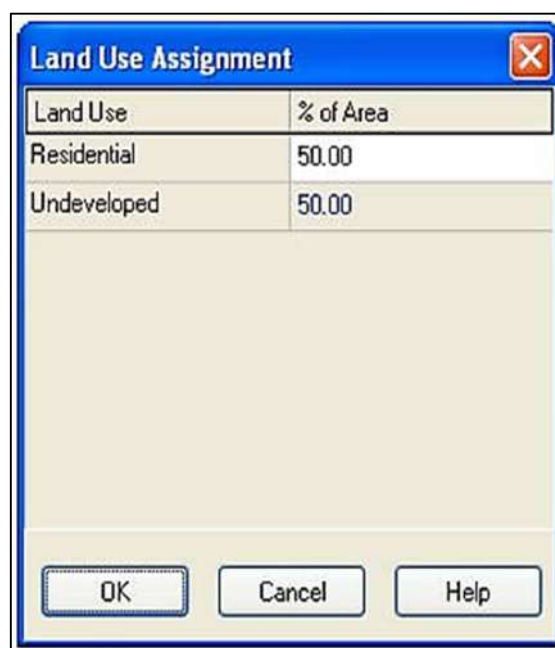 Land Use Assignment
Land Use % of Area
Residential 50.00
Undeveloped 50.00
OK Cancel Help